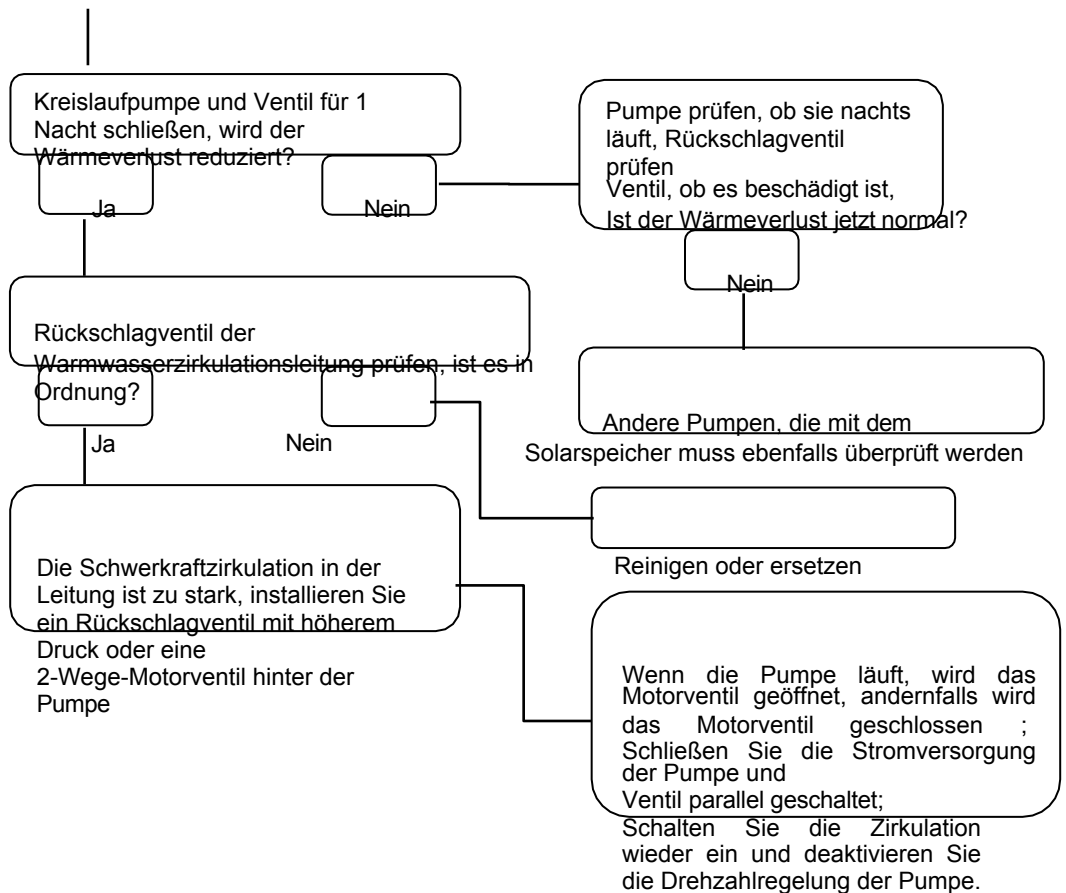 Kreislaufpumpe und Ventil für 1
Nacht schließen, wird der
Wärmeverlust reduziert?
Ja
Nein
Pumpe prüfen, ob sie nachts
läuft, Rückschlagventil
prüfen
Ventil, ob es beschädigt ist,
Ist der Wärmeverlust jetzt normal?
Nein
Rückschlagventil der
Warmwasserzirkulationsleitung prüfen, ist es in
Ordnung?
Ja
Nein
Andere Pumpen, die mit dem
Solarspeicher muss ebenfalls überprüft werden
Reinigen oder ersetzen
Die Schwerkraftzirkulation in der
Leitung ist zu stark, installieren Sie
ein Rückschlagventil mit höherem
Druck oder eine
2-Wege-Motorventil hinter der
Pumpe
Wenn die Pumpe läuft, wird das
Motorventil geöffnet, andernfalls wird
das Motorventil geschlossen ;
Schließen Sie die Stromversorgung
der Pumpe und
Ventil parallel geschaltet;
Schalten Sie die Zirkulation
wieder ein und deaktivieren Sie
die Drehzahlregelung der Pumpe.